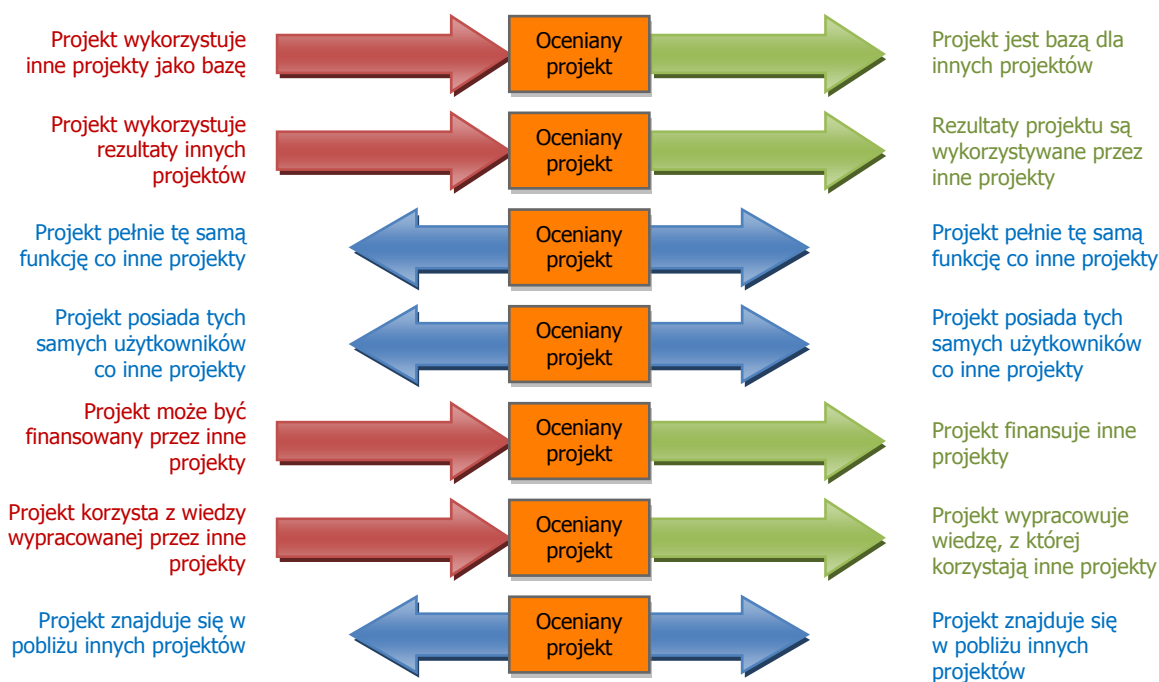 Projekt wykorzystuje
inne projekty jako bazę
Oceniany
projekt
Projekt jest bazą dla
innych projektów
Projekt wykorzystuje
rezultaty innych
projektów
Oceniany
projekt
Rezultaty projektu są
wykorzystywane przez
inne projekty
Projekt pełnie tę samą
funkcję co inne projekty
Oceniany
projekt
Projekt pełnie tę samą
funkcję co inne projekty
Projekt posiada tych
samych użytkowników
co inne projekty
Oceniany
projekt
Projekt posiada tych
samych użytkowników
co inne projekty
Projekt może być
finansowany przez inne
projekty
Oceniany
projekt
Projekt finansuje inne
projekty
Projekt korzysta z wiedzy
wypracowanej przez inne
projekty
Oceniany
projekt
Projekt wypracowuje
wiedzę, z której
korzystają inne projekty
Projekt znajduje się w
pobliżu innych projektów
Oceniany
projekt
Projekt znajduje się
w pobliżu innych
projektów